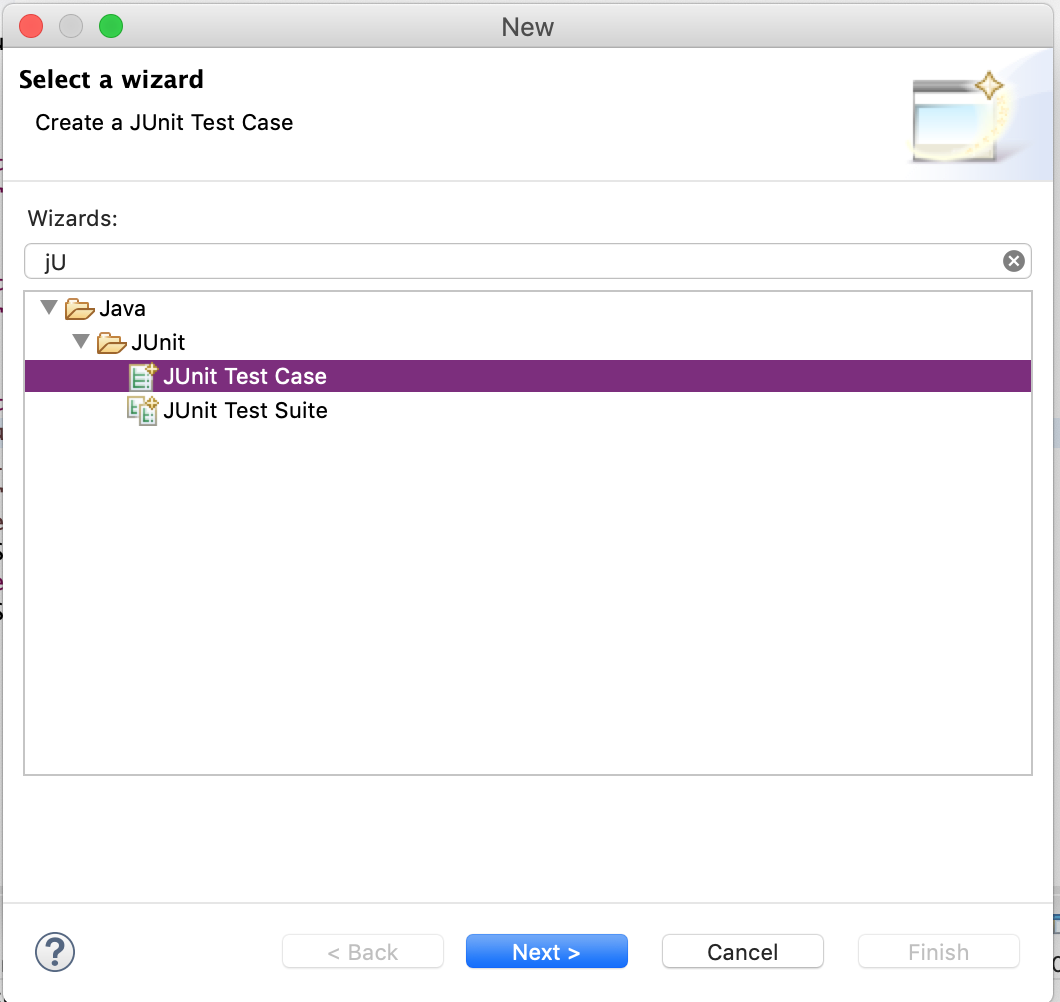 New
Select a wizard
Create a JUnit Test Case
Wizards:
jU
Java
JUnit
JUnit Test Case
JUnit Test Suite
?
< Back
Next >
Cancel
Finish